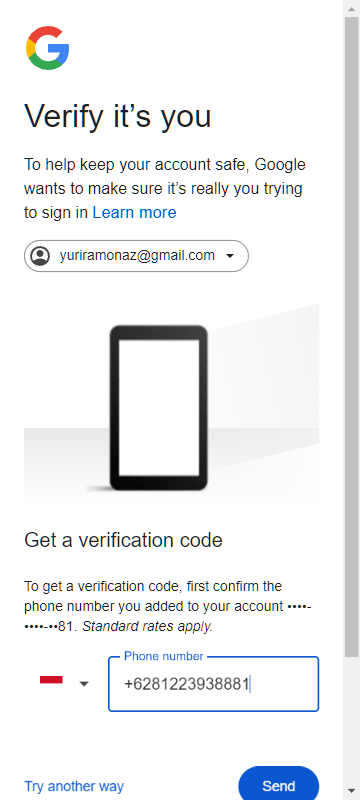 Verify it’s you
To help keep your account safe, Google
wants to make sure it’s really you trying
to sign in Learn more
yuriramonaz@gmail.com
Get a verification code
To get a verification code, first confirm the
phone number you added to your account ••••-
••••-••81. Standard rates apply.
Phone number
+6281223938881
Try another way
Send